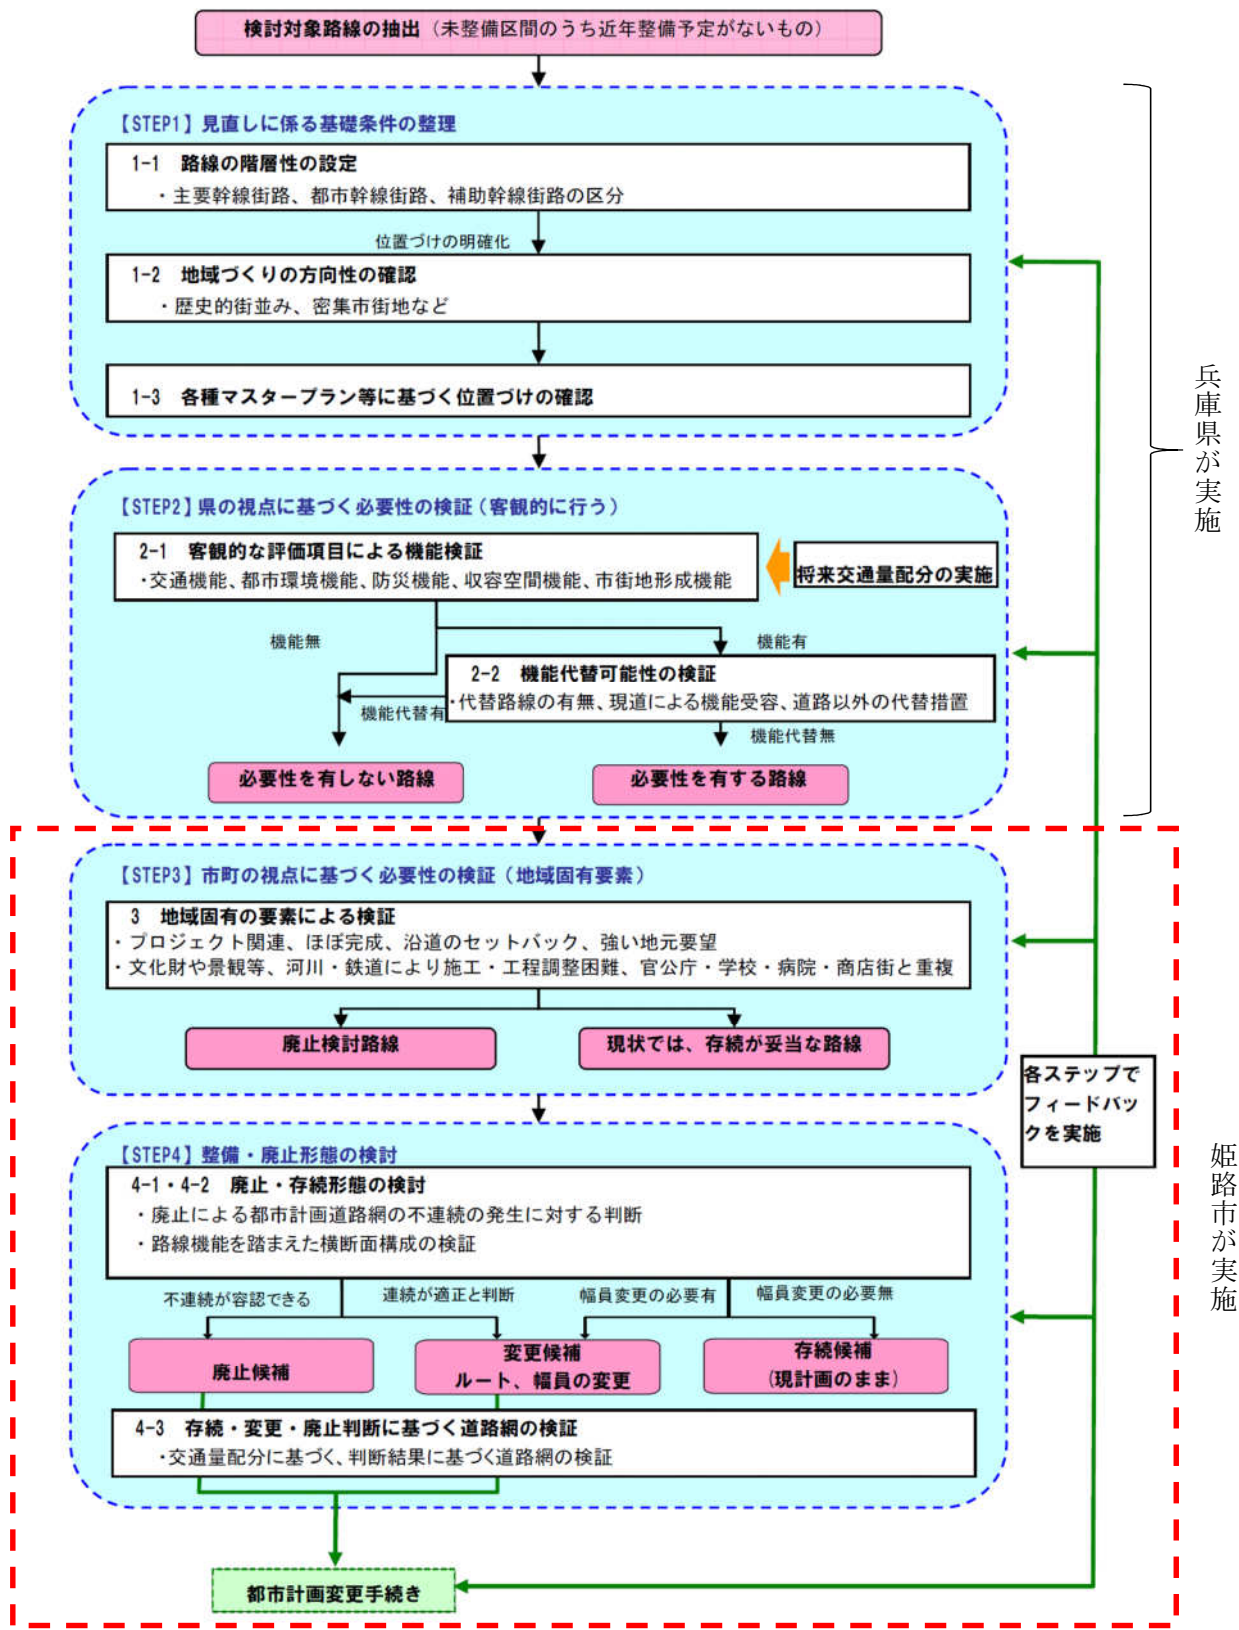 検討対象路線の抽出（未整備区間のうち近年整備予定がないもの）
【STEP1】見直しに係る基礎条件の整理
1-1　路線の階層性の設定
・主要幹線街路、都市幹線街路、補助幹線街路の区分
位置づけの明確化
1-2　地域づくりの方向性の確認
・歴史的街並み、密集市街地など
1-3　各種マスタープラン等に基づく位置づけの確認
兵庫県が実施
【STEP2】県の視点に基づく必要性の検証（客観的に行う）
2-1　客観的な評価項目による機能検証
・交通機能、都市環境機能、防災機能、収容空間機能、市街地形成機能
将来交通量配分の実施
機能無
機能有
2-2　機能代替可能性の検証
・代替路線の有無、現道による機能受容、道路以外の代替措置
機能代替有
機能代替無
必要性を有しない路線
必要性を有する路線
【STEP3】市町の視点に基づく必要性の検証（地域固有要素）
3　地域固有の要素による検証
・プロジェクト関連、ほぼ完成、沿道のセットバック、強い地元要望
・文化財や景観等、河川・鉄道により施工・工程調整困難、官公庁・学校・病院・商店街と重複
廃止検討路線
現状では、存続が妥当な路線
各ステップで
フィードバッ
クを実施
【STEP4】整備・廃止形態の検討
4-1・4-2　廃止・存続形態の検討
・廃止による都市計画道路網の不連続の発生に対する判断
・路線機能を踏まえた横断面構成の検証
姫路市が実施
不連続が容認できる
連続が適正と判断
幅員変更の必要有
幅員変更の必要無
廃止候補
変更候補
ルート、幅員の変更
存続候補
（現計画のまま）
4-3　存続・変更・廃止判断に基づく道路網の検証
・交通量配分に基づく、判断結果に基づく道路網の検証
都市計画変更手続き